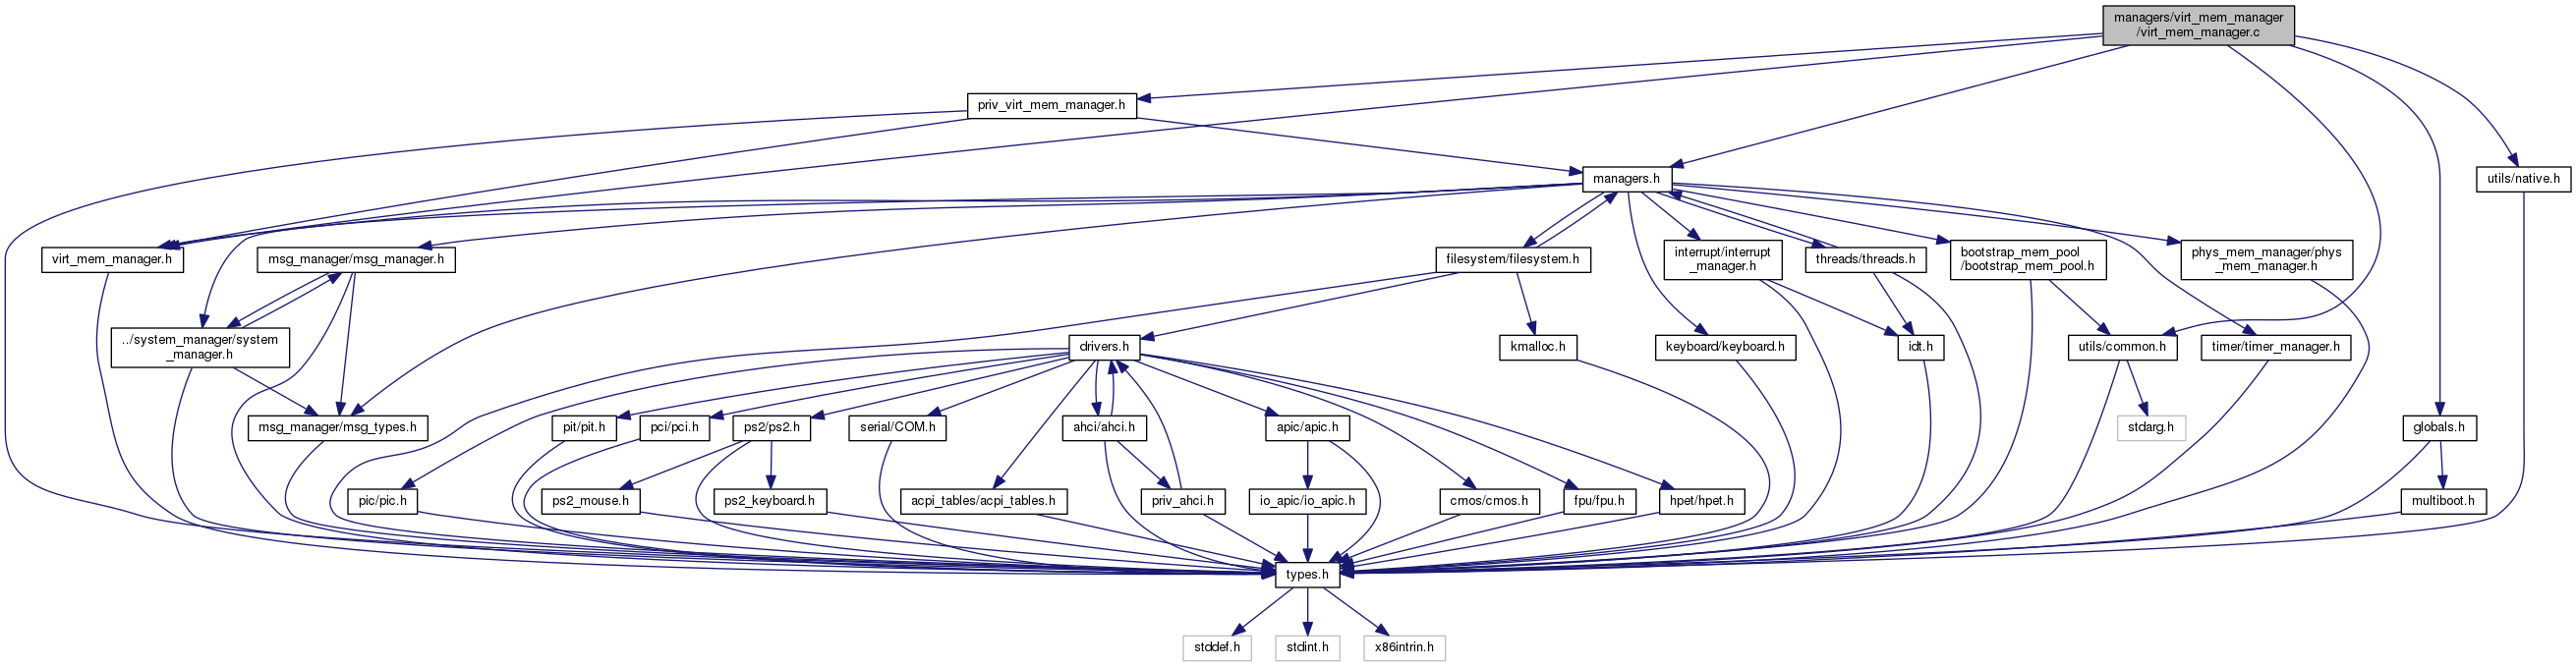 managers/virt_mem_manager
/virt_mem_manager.c
priv_virt_mem_manager.h
managers.h
utils/native.h
virt_mem_manager.h
msg_manager/msg_manager.h
filesystem/filesystem.h
interrupt/interrupt
_manager.h
threads/threads.h
bootstrap_mem_pool
/bootstrap_mem_pool.h
phys_mem_manager/phys
_mem_manager.h
../system_manager/system
_manager.h
drivers.h
kmalloc.h
keyboard/keyboard.h
idt.h
utils/common.h
timer/timer_manager.h
msg_manager/msg_types.h
pit/pit.h
pci/pci.h
ps2/ps2.h
serial/COM.h
ahci/ahci.h
apic/apic.h
stdarg.h
globals.h
pic/pic.h
ps2_mouse.h
ps2_keyboard.h
acpi_tables/acpi_tables.h
priv_ahci.h
io_apic/io_apic.h
cmos/cmos.h
fpu/fpu.h
hpet/hpet.h
multiboot.h
types.h
stddef.h
stdint.h
x86intrin.h